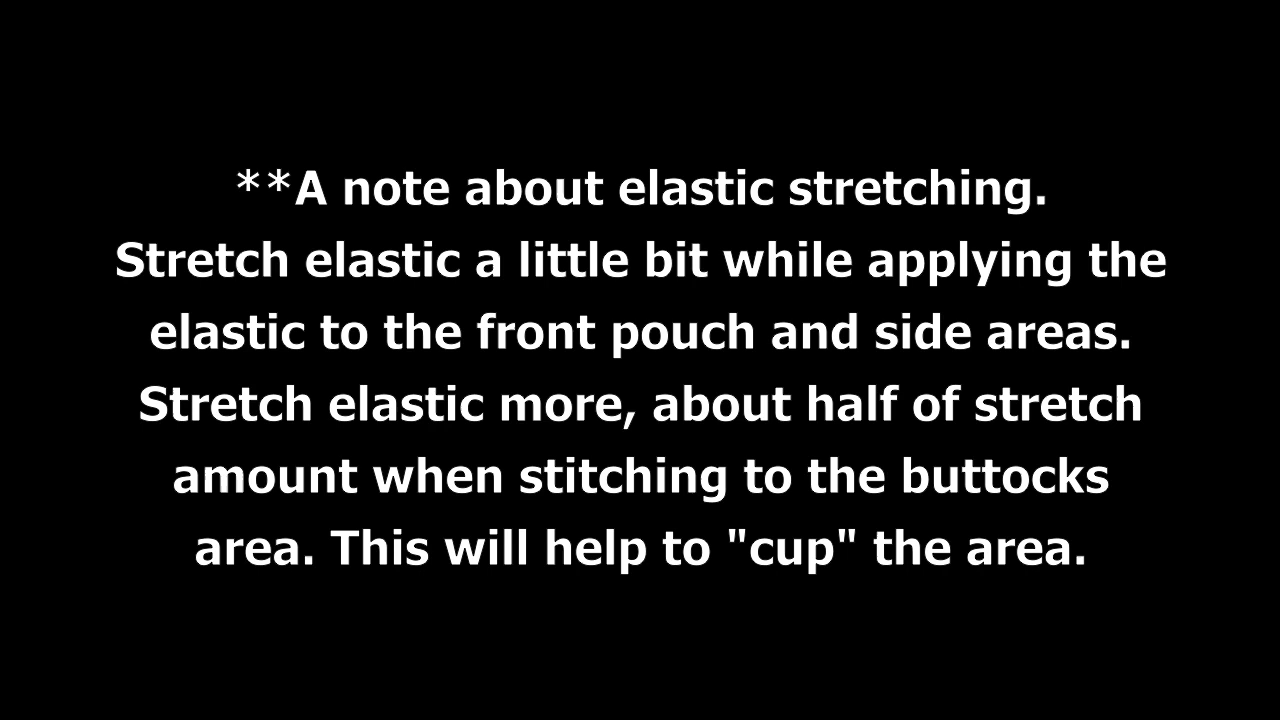 **A note about elastic stretching.
Stretch elastic a little bit while applying the
elastic to the front pouch and side areas.
Stretch elastic more, about half of stretch
amount when stitching to the buttocks
area. This will help to "cup" the area.